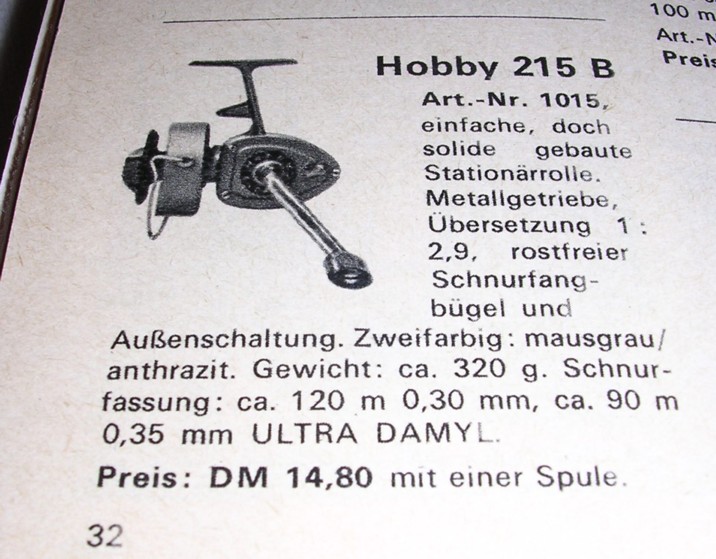 100 m
Art.-N
Preis
Hobby 215 B
Art.-Nr. 1015,
einfache, doch
solide gebaute
Stationärrolle.
Metallgetriebe,
Übersetzung 1 :
2,9, rostfreier
Schnurfang-
bügel und
Außenschaltung. Zweifarbig: mausgrau/
anthrazit. Gewicht: ca. 320 g. Schnur-
fassung: ca. 120 m 0,30 mm, ca. 90 m
0,35 mm ULTRA DAMYL.
Preis: DM 14,80 mit einer Spule.
32